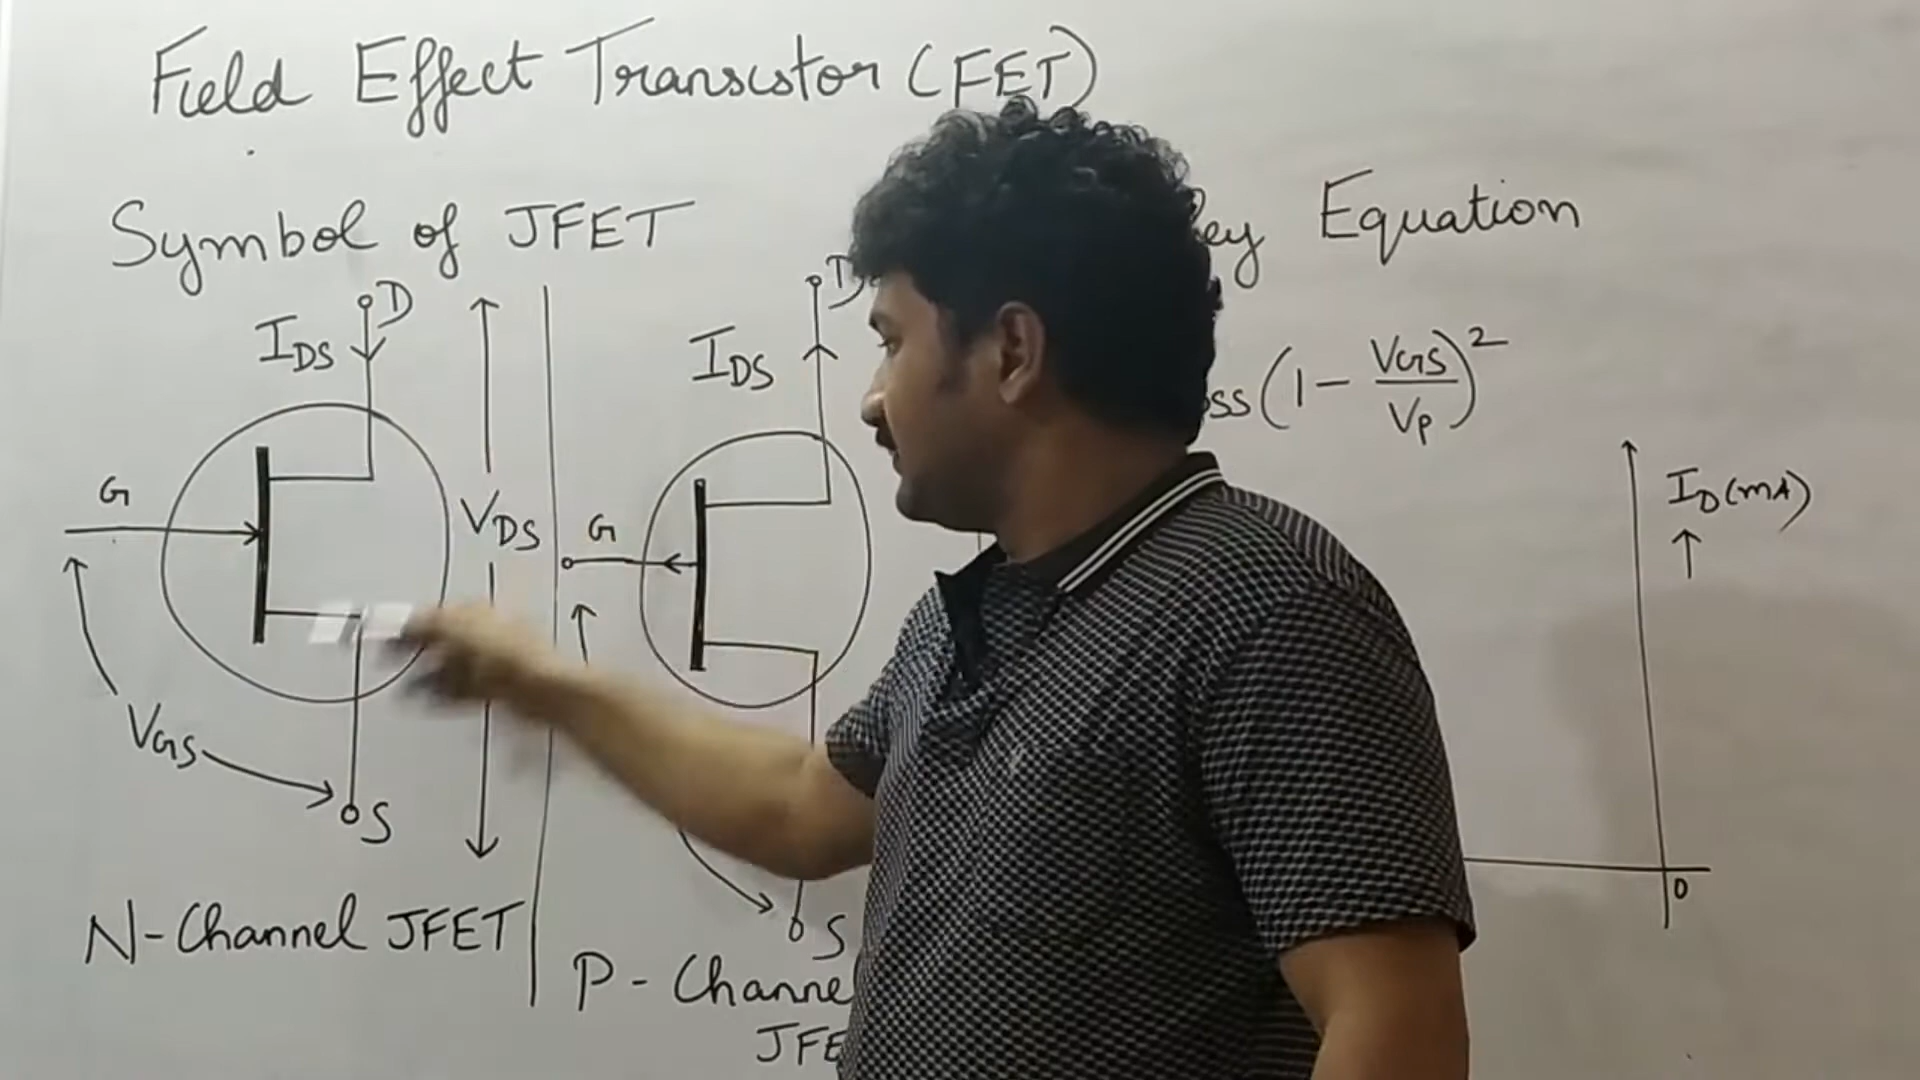 Field Effect Transistor (FET)
Symbol of JFET
D
IDS
G
VDS
VGS
S
N-Channel JFET
D
IDS
G
S
P-Channe
JFE
ey Equation
SS(1 - VGS/VP)²
ID(mA)
0